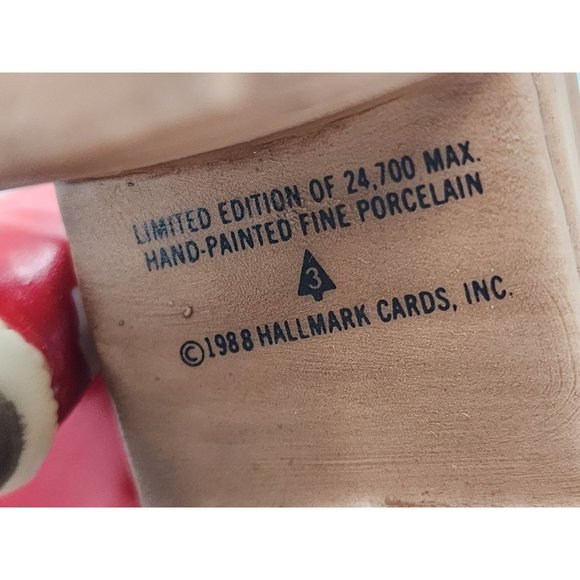 LIMITED EDITION OF 24,700 MAX.
HAND-PAINTED FINE PORCELAIN
3
©1988 HALLMARK CARDS, INC.